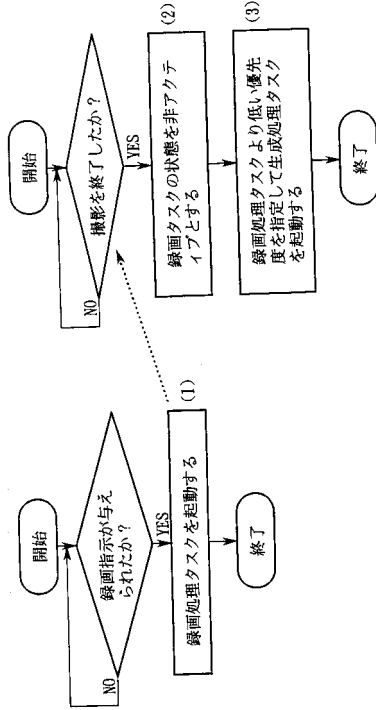 開始
録画指示が与え
られたか?
NO
YES
(1)
録画処理タスクを起動する
終了
開始
撮影を終了したか?
NO
YES
(2)
録画タスクの状態を非アクテ
ィブとする
(3)
録画処理タスクより低い優先
度を指定して生成処理タスク
を起動する
終了